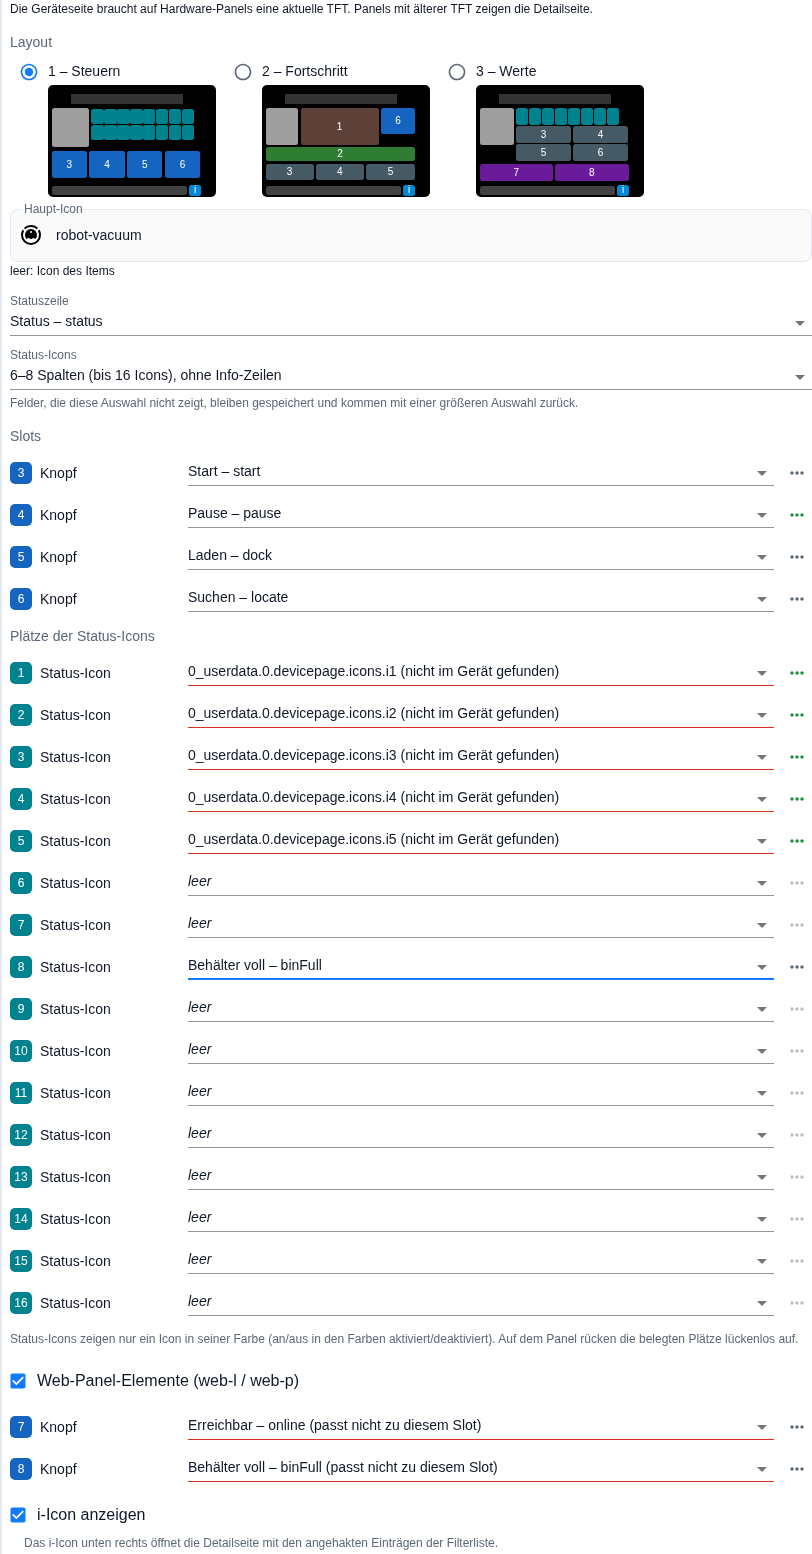 Die Geräteseite braucht auf Hardware-Panels eine aktuelle TFT. Panels mit älterer TFT zeigen die Detailseite.
Layout
1 – Steuern
2 – Fortschritt
3 – Werte
3 4 5 6
i
1 6
2
3 4 5
i
3 4
5 6
7 8
i
Haupt-Icon
robot-vacuum
leer: Icon des Items
Statuszeile
Status – status
Status-Icons
6–8 Spalten (bis 16 Icons), ohne Info-Zeilen
Felder, die diese Auswahl nicht zeigt, bleiben gespeichert und kommen mit einer größeren Auswahl zurück.
Slots
3 Knopf Start – start
4 Knopf Pause – pause
5 Knopf Laden – dock
6 Knopf Suchen – locate
Plätze der Status-Icons
1 Status-Icon 0_userdata.0.devicepage.icons.i1 (nicht im Gerät gefunden)
2 Status-Icon 0_userdata.0.devicepage.icons.i2 (nicht im Gerät gefunden)
3 Status-Icon 0_userdata.0.devicepage.icons.i3 (nicht im Gerät gefunden)
4 Status-Icon 0_userdata.0.devicepage.icons.i4 (nicht im Gerät gefunden)
5 Status-Icon 0_userdata.0.devicepage.icons.i5 (nicht im Gerät gefunden)
6 Status-Icon leer
7 Status-Icon leer
8 Status-Icon Behälter voll – binFull
9 Status-Icon leer
10 Status-Icon leer
11 Status-Icon leer
12 Status-Icon leer
13 Status-Icon leer
14 Status-Icon leer
15 Status-Icon leer
16 Status-Icon leer
Status-Icons zeigen nur ein Icon in seiner Farbe (an/aus in den Farben aktiviert/deaktiviert). Auf dem Panel rücken die belegten Plätze lückenlos auf.
Web-Panel-Elemente (web-l / web-p)
7 Knopf Erreichbar – online (passt nicht zu diesem Slot)
8 Knopf Behälter voll – binFull (passt nicht zu diesem Slot)
i-Icon anzeigen
Das i-Icon unten rechts öffnet die Detailseite mit den angehakten Einträgen der Filterliste.